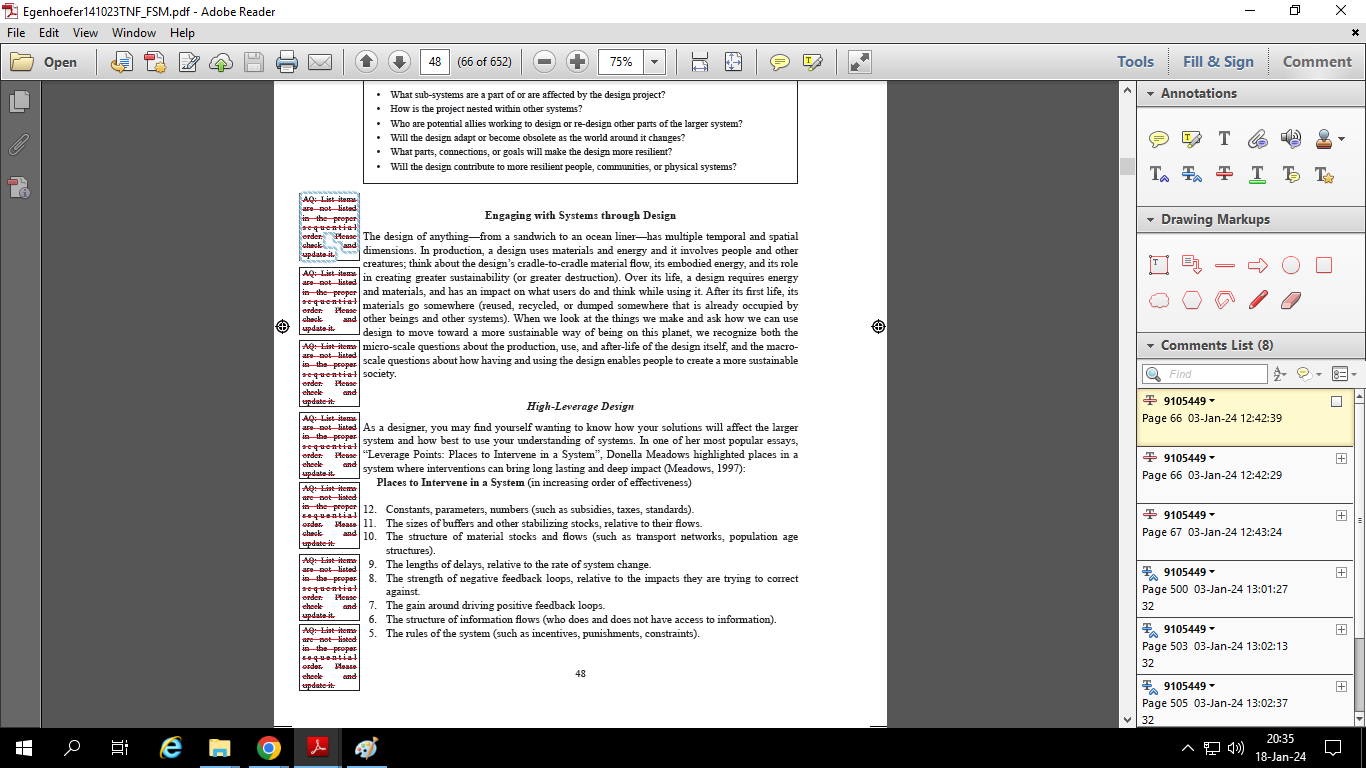 Egenhoefer141023TNF_FSM.pdf - Adobe Reader
File Edit View Window Help
Open 48 (66 of 652) 75% Tools Fill & Sign Comment
• What sub-systems are a part of or are affected by the design project?
• How is the project nested within other systems?
• Who are potential allies working to design or re-design other parts of the larger system?
• Will the design adapt or become obsolete as the world around it changes?
• What parts, connections, or goals will make the design more resilient?
• Will the design contribute to more resilient people, communities, or physical systems?
AQ: List items
are not listed
in the proper
sequential
order. Please
check and
update it.
AQ: List items
are not listed
in the proper
sequential
order. Please
check and
update it.
AQ: List items
are not listed
in the proper
sequential
order. Please
check and
update it.
AQ: List items
are not listed
in the proper
sequential
order. Please
check and
update it.
AQ: List items
are not listed
in the proper
sequential
order. Please
check and
update it.
AQ: List items
are not listed
in the proper
sequential
order. Please
check and
update it.
AQ: List items
are not listed
in the proper
sequential
order. Please
check and
update it.
Engaging with Systems through Design
The design of anything—from a sandwich to an ocean liner—has multiple temporal and spatial
dimensions. In production, a design uses materials and energy and it involves people and other
creatures; think about the design's cradle-to-cradle material flow, its embodied energy, and its role
in creating greater sustainability (or greater destruction). Over its life, a design requires energy
and materials, and has an impact on what users do and think while using it. After its first life, its
materials go somewhere (reused, recycled, or dumped somewhere that is already occupied by
other beings and other systems). When we look at the things we make and ask how we can use
design to move toward a more sustainable way of being on this planet, we recognize both the
micro-scale questions about the production, use, and after-life of the design itself, and the macro-
scale questions about how having and using the design enables people to create a more sustainable
society.
High-Leverage Design
As a designer, you may find yourself wanting to know how your solutions will affect the larger
system and how best to use your understanding of systems. In one of her most popular essays,
“Leverage Points: Places to Intervene in a System”, Donella Meadows highlighted places in a
system where interventions can bring long lasting and deep impact (Meadows, 1997):
Places to Intervene in a System (in increasing order of effectiveness)
12. Constants, parameters, numbers (such as subsidies, taxes, standards).
11. The sizes of buffers and other stabilizing stocks, relative to their flows.
10. The structure of material stocks and flows (such as transport networks, population age
structures).
9. The lengths of delays, relative to the rate of system change.
8. The strength of negative feedback loops, relative to the impacts they are trying to correct
against.
7. The gain around driving positive feedback loops.
6. The structure of information flows (who does and does not have access to information).
5. The rules of the system (such as incentives, punishments, constraints).
48
Annotations
Drawing Markups
Comments List (8)
Find
9105449
Page 66 03-Jan-24 12:42:39
9105449
Page 66 03-Jan-24 12:42:29
9105449
Page 67 03-Jan-24 12:43:24
9105449
Page 500 03-Jan-24 13:01:27
32
9105449
Page 503 03-Jan-24 13:02:13
32
9105449
Page 505 03-Jan-24 13:02:37
32
20:35
18-Jan-24